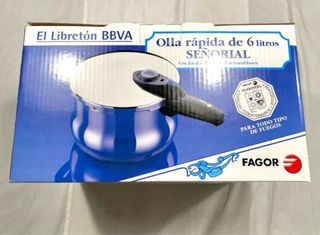 El Libretón BBVA
Olla rápida de 6 litros
SEÑORIAL
PARA TODO TIPO
DE FUEGOS
FAGOR